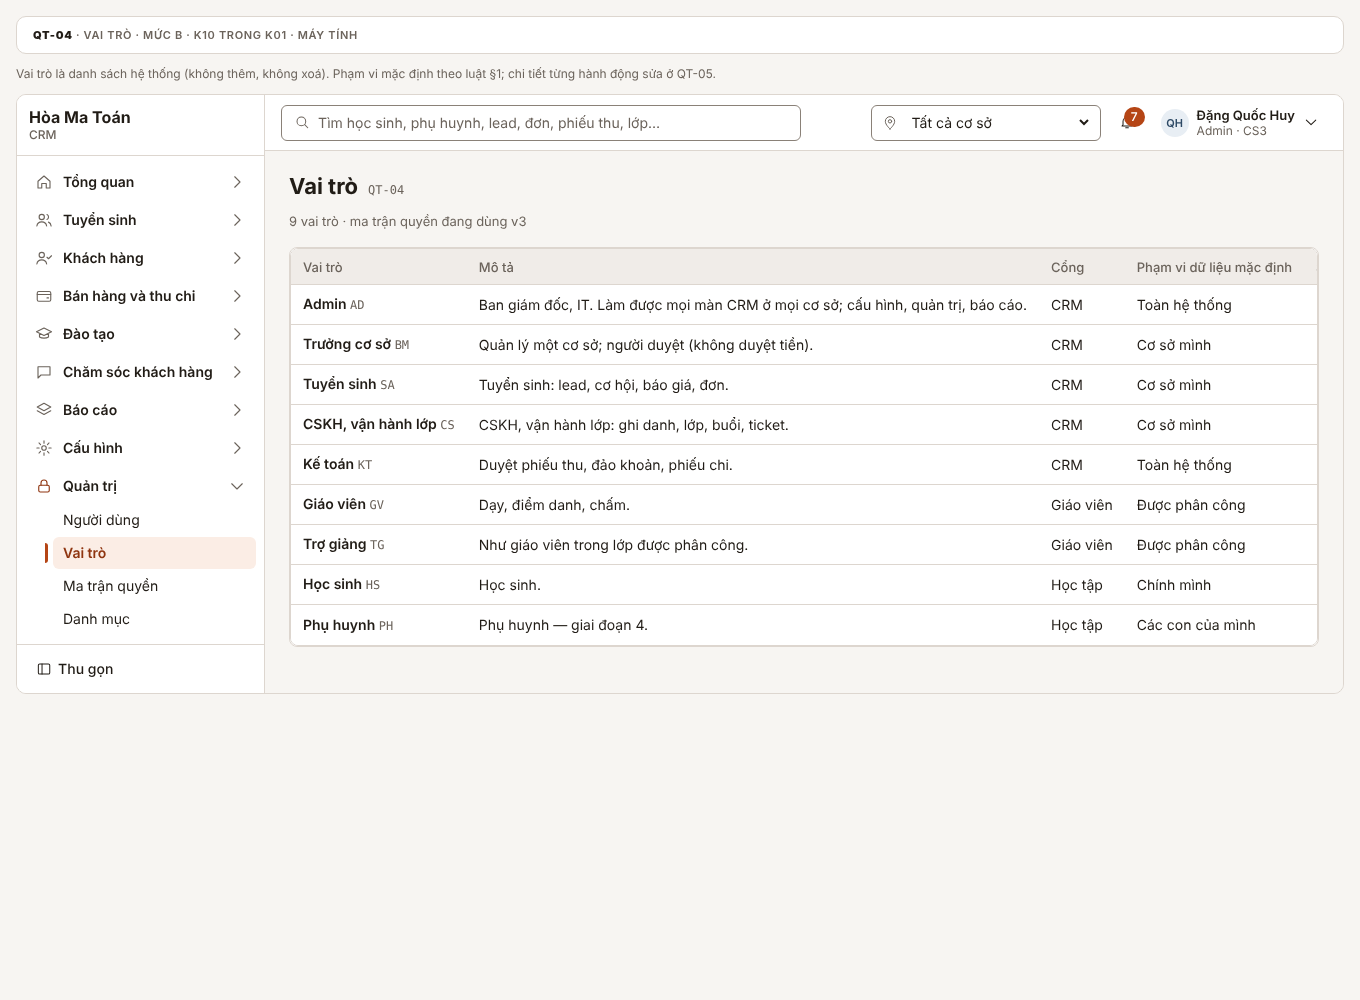 QT-04 · VAI TRÒ · MỨC B · K10 TRONG K01 · MÁY TÍNH
Vai trò là danh sách hệ thống (không thêm, không xoá). Phạm vi mặc định theo luật §1; chi tiết từng hành động sửa ở QT-05.
Hòa Ma Toán
CRM
Tìm học sinh, phụ huynh, lead, đơn, phiếu thu, lớp...
Tất cả cơ sở
7
QH
Đặng Quốc Huy
Admin · CS3
Tổng quan
Tuyển sinh
Khách hàng
Bán hàng và thu chi
Đào tạo
Chăm sóc khách hàng
Báo cáo
Cấu hình
Quản trị
Người dùng
Vai trò
Ma trận quyền
Danh mục
Thu gọn
Vai trò QT-04
9 vai trò · ma trận quyền đang dùng v3
Vai trò Mô tả Cổng Phạm vi dữ liệu mặc định
Admin AD Ban giám đốc, IT. Làm được mọi màn CRM ở mọi cơ sở; cấu hình, quản trị, báo cáo. CRM Toàn hệ thống
Trưởng cơ sở BM Quản lý một cơ sở; người duyệt (không duyệt tiền). CRM Cơ sở mình
Tuyển sinh SA Tuyển sinh: lead, cơ hội, báo giá, đơn. CRM Cơ sở mình
CSKH, vận hành lớp CS CSKH, vận hành lớp: ghi danh, lớp, buổi, ticket. CRM Cơ sở mình
Kế toán KT Duyệt phiếu thu, đảo khoản, phiếu chi. CRM Toàn hệ thống
Giáo viên GV Dạy, điểm danh, chấm. Giáo viên Được phân công
Trợ giảng TG Như giáo viên trong lớp được phân công. Giáo viên Được phân công
Học sinh HS Học sinh. Học tập Chính mình
Phụ huynh PH Phụ huynh — giai đoạn 4. Học tập Các con của mình